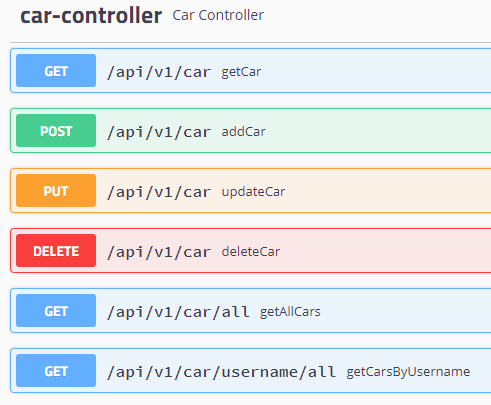 car-controller Car Controller
GET /api/v1/car getCar
POST /api/v1/car addCar
PUT /api/v1/car updateCar
DELETE /api/v1/car deleteCar
GET /api/v1/car/all getAllCars
GET /api/v1/car/username/all getCarsByUsername